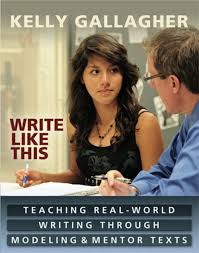 KELLY GALLAGHER
WRITE
LIKE
THIS
TEACHING REAL-WORLD
WRITING THROUGH
MODELING & MENTOR TEXTS